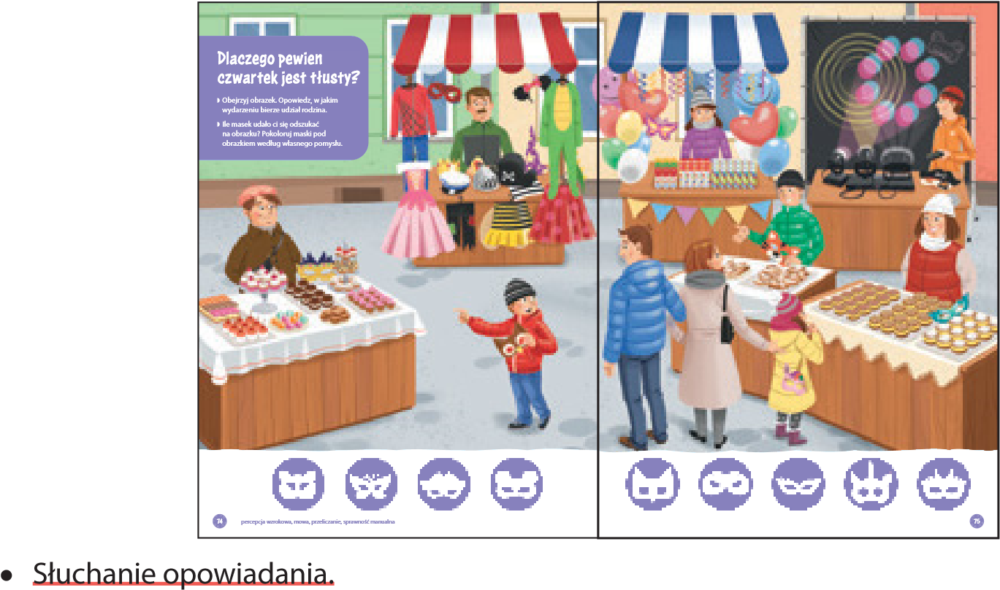 Dlaczego pewien
czwartek jest tłusty?
Obejrzyj obrazek. Opowiedz, w jakim
wydarzeniu bierze udział rodzina.
Ile masek udało ci się odszukać
na obrazku? Pokoloruj maski pod
obrazkiem według własnego pomysłu.
74 percepcja wzrokowa, mowa, przeliczanie, sprawność manualna
75
• Słuchanie opowiadania.